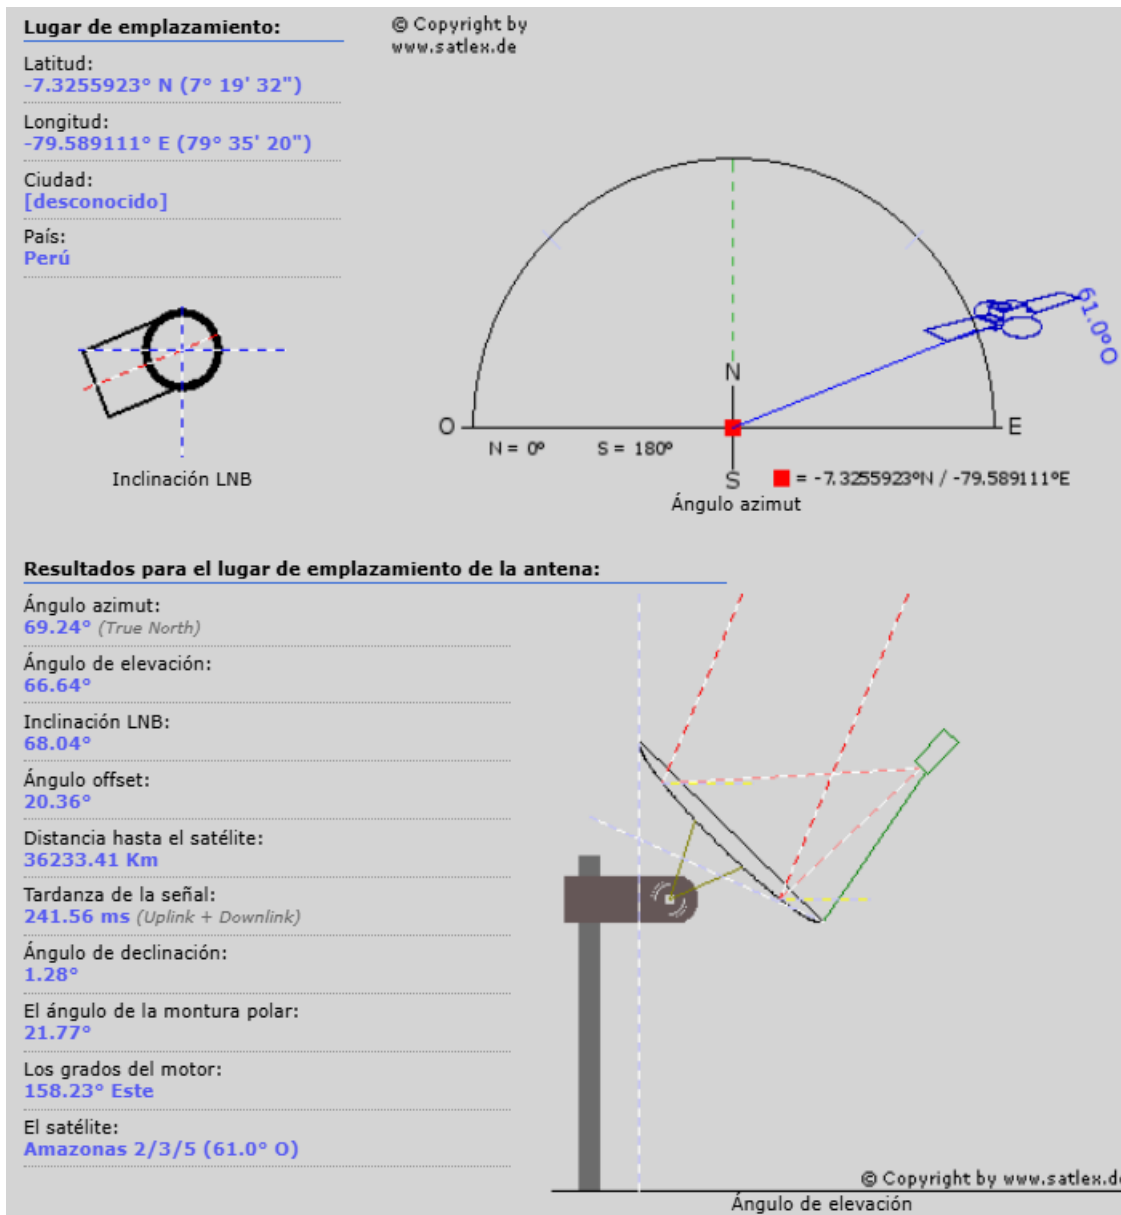 Lugar de emplazamiento:
© Copyright by
www.satlex.de
Latitud:
-7.3255923° N (7° 19' 32")
Longitud:
-79.589111° E (79° 35' 20")
Ciudad:
[desconocido]
País:
Perú
Inclinación LNB
61.0ºO
N
O
E
N = 0º
S = 180º
S
= -7.3255923ºN / -79.589111ºE
Ángulo azimut
Resultados para el lugar de emplazamiento de la antena:
Ángulo azimut:
69.24° (True North)
Ángulo de elevación:
66.64°
Inclinación LNB:
68.04°
Ángulo offset:
20.36°
Distancia hasta el satélite:
36233.41 Km
Tardanza de la señal:
241.56 ms (Uplink + Downlink)
Ángulo de declinación:
1.28°
El ángulo de la montura polar:
21.77°
Los grados del motor:
158.23° Este
El satélite:
Amazonas 2/3/5 (61.0° O)
© Copyright by www.satlex.de
Ángulo de elevación